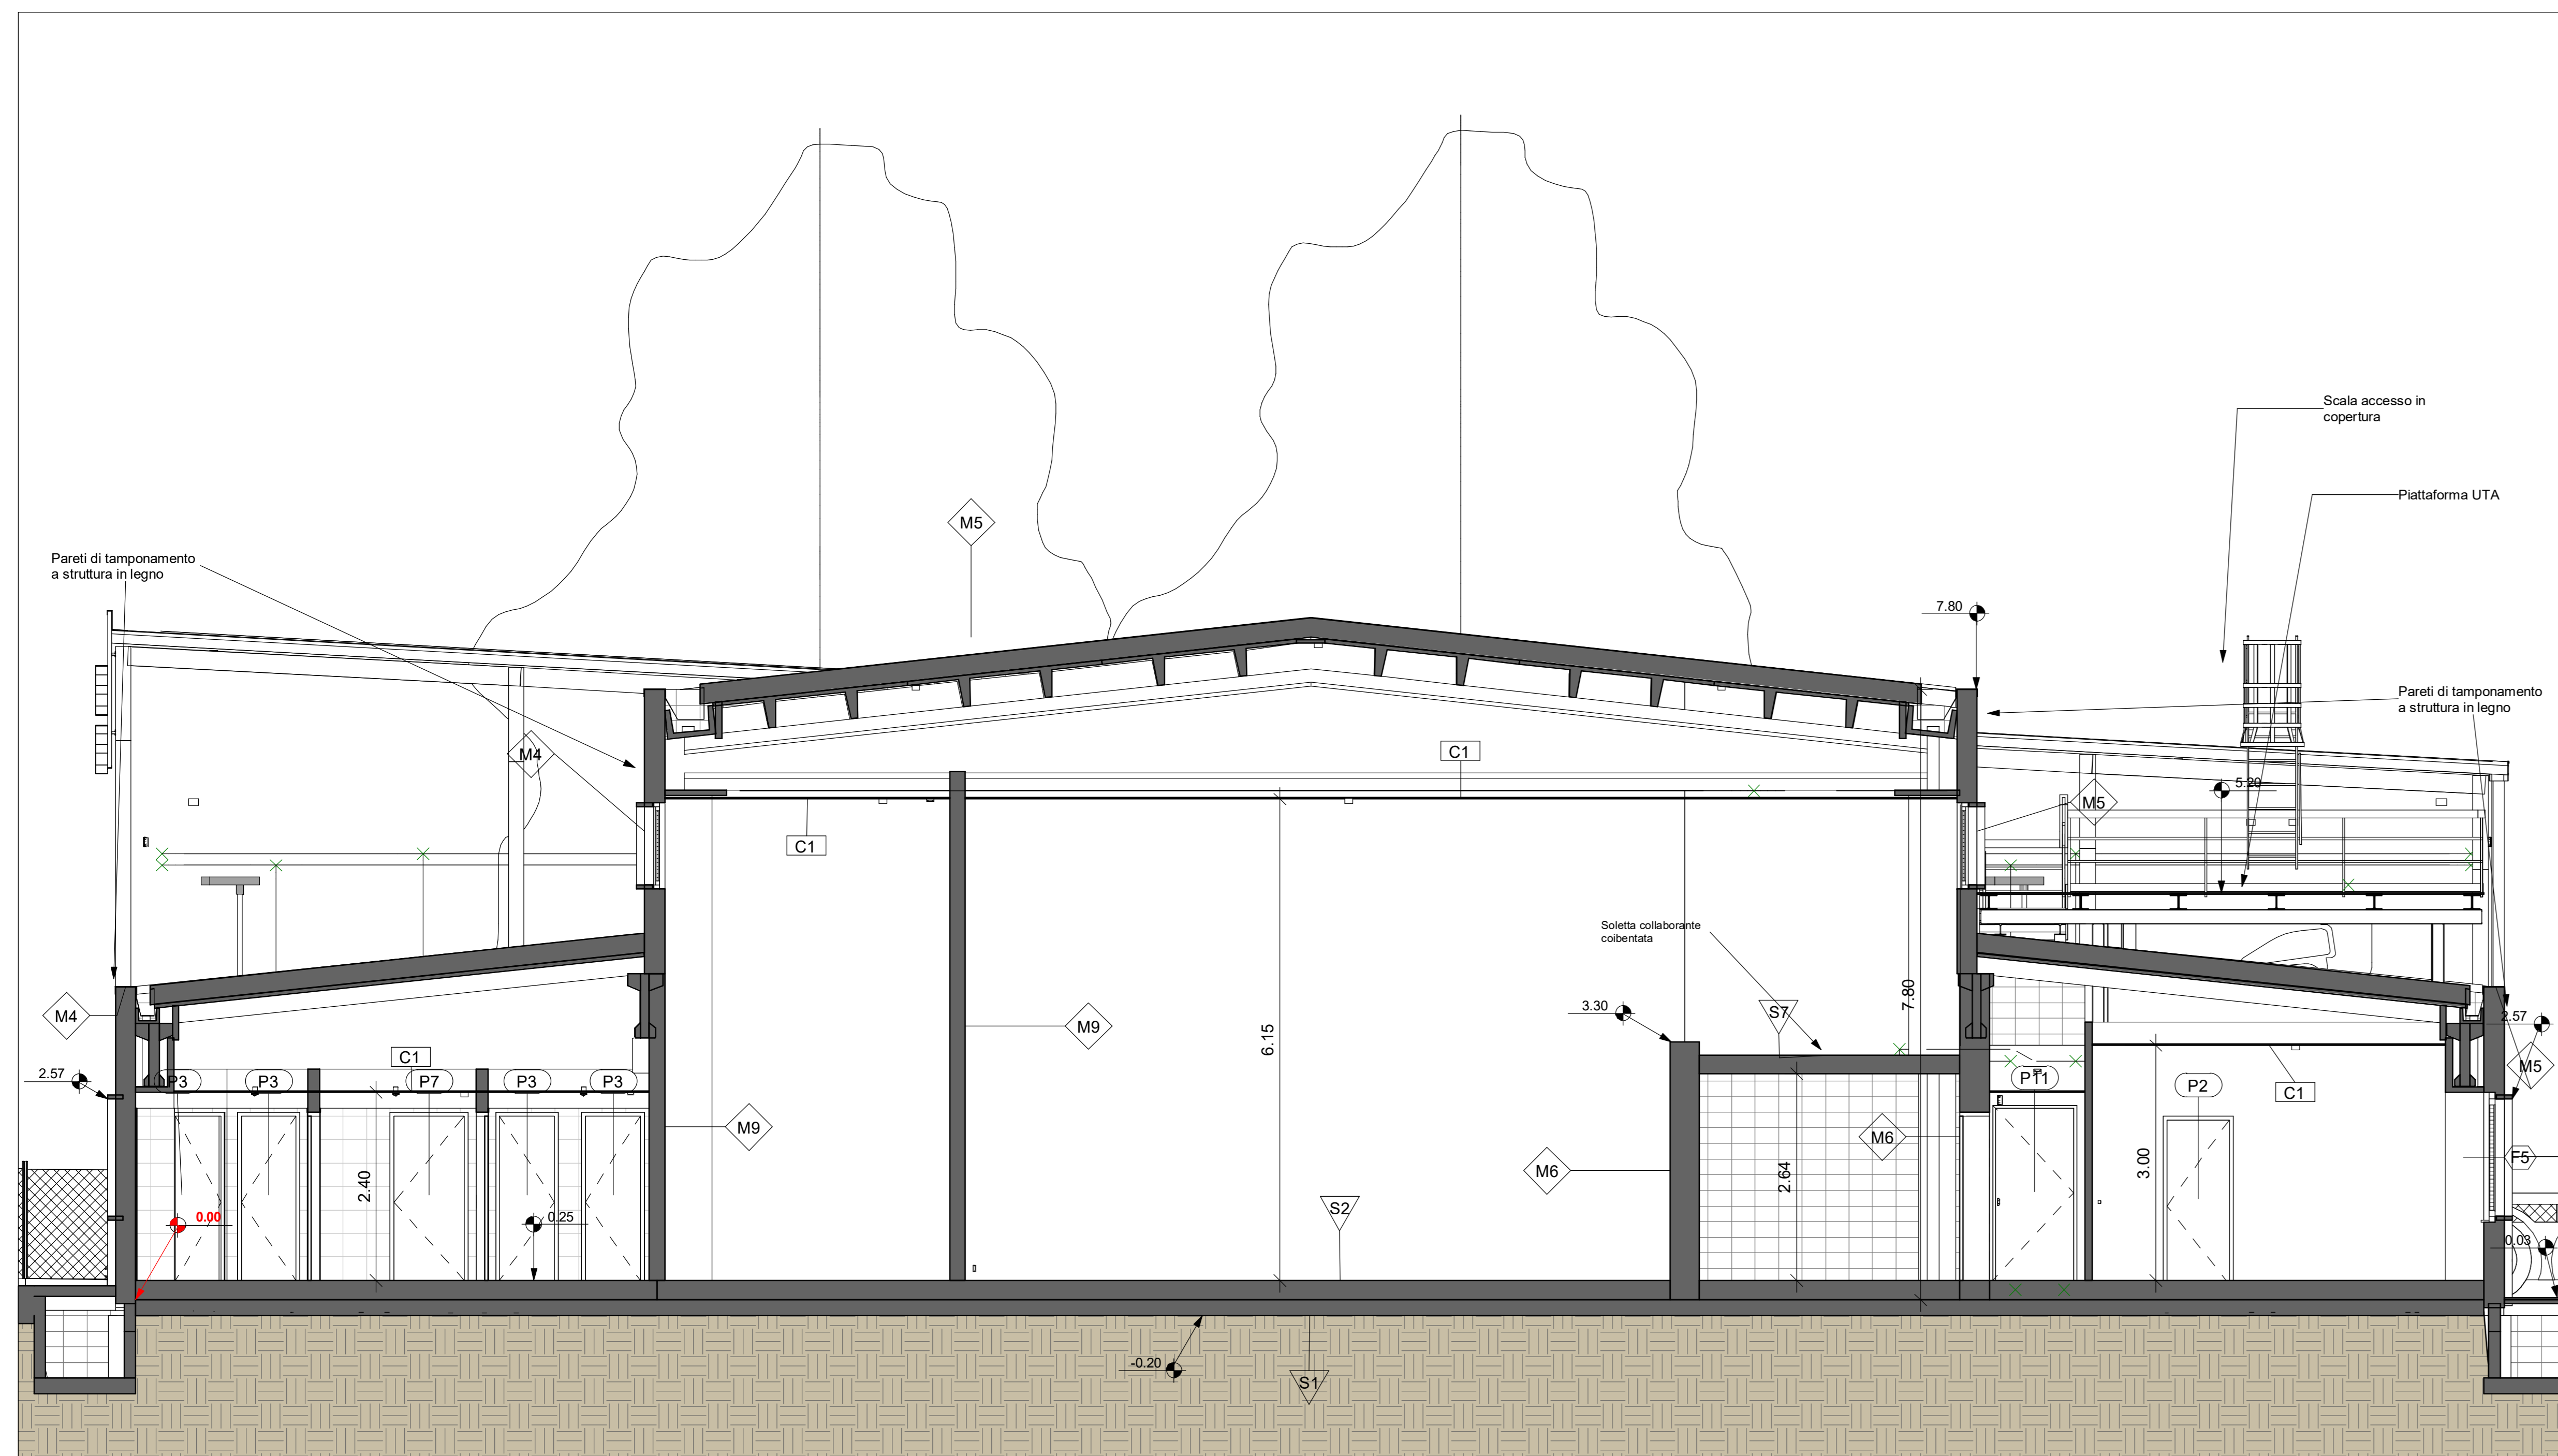 Scala accesso in
copertura
Piattaforma UTA
M5
Pareti di tamponamento
a struttura in legno
7.80
Pareti di tamponamento
a struttura in legno
M4
C1
5.20
M5
C1
Soletta collaborante
coibentata
7.80
3.30
S7
M4
M9
6.15
2.57
M5
C1
2.57
P3
P3
P7
P3
P3
P11
P2
C1
M9
M6
M6
2.40
2.64
3.00
F5
S2
0.00
0.25
0.03
-0.20
S1